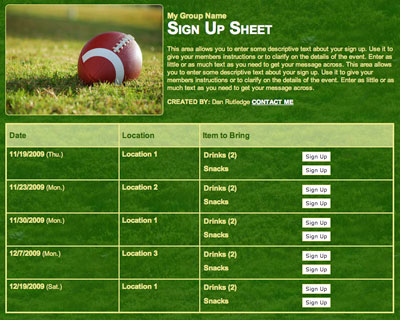 My Group Name
Sign Up Sheet
This area allows you to enter some descriptive text about your sign up. Use it to
give your members instructions or to clarify on the details of the event. Enter as
little or as much text as you need to get your message across. This area allows
you to enter some descriptive text about your sign up. Use it to give your
members instructions or to clarify on the details of the event. Enter as little or as
much text as you need to get your message across.
CREATED BY: Dan Rutledge CONTACT ME
Date Location Item to Bring
11/19/2009 (Thu.) Location 1 Drinks (2) Sign Up
Snacks Sign Up
11/23/2009 (Mon.) Location 2 Drinks (2) Sign Up
Snacks Sign Up
11/30/2009 (Mon.) Location 1 Drinks (2) Sign Up
Snacks Sign Up
12/7/2009 (Mon.) Location 3 Drinks (2) Sign Up
Snacks Sign Up
12/19/2009 (Sat.) Location 1 Drinks (2) Sign Up
Snacks Sign Up